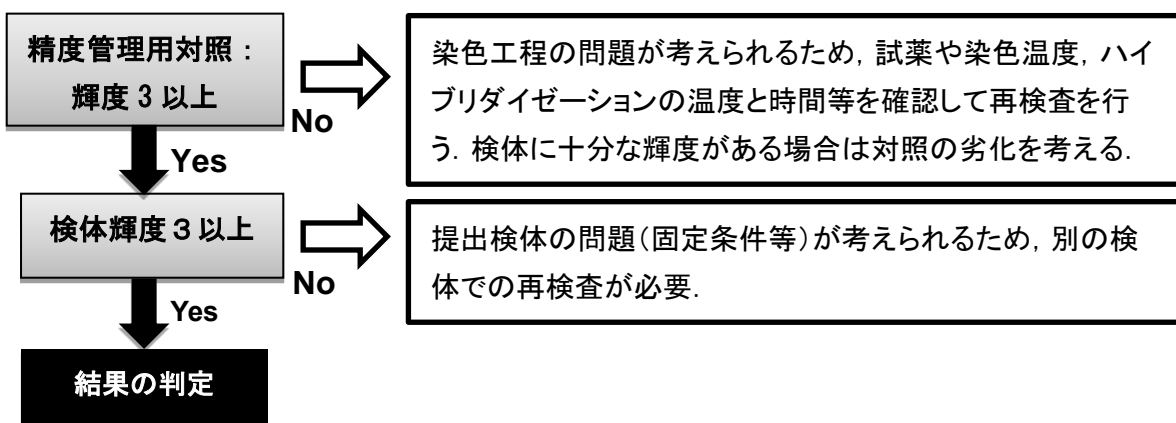 精度管理用対照：
輝度 3 以上
No
染色工程の問題が考えられるため, 試薬や染色温度, ハイ
ブリダイゼーションの温度と時間等を確認して再検査を行
う. 検体に十分な輝度がある場合は対照の劣化を考える.
Yes
検体輝度３以上
No
提出検体の問題（固定条件等）が考えられるため, 別の検
体での再検査が必要.
Yes
結果の判定